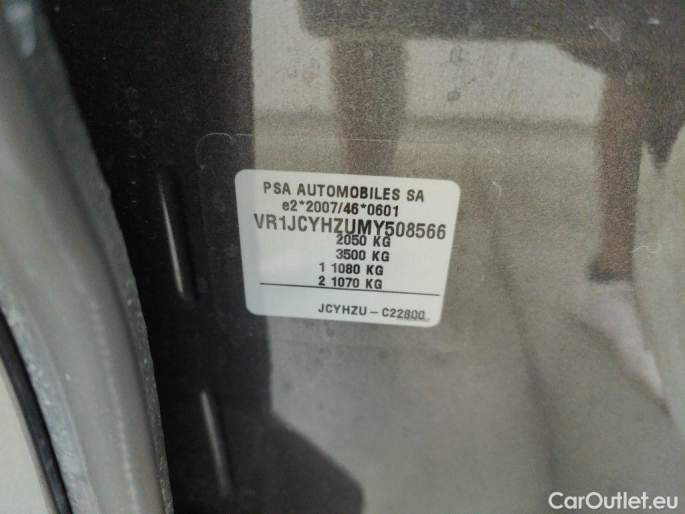 PSA AUTOMOBILES SA
e2*2007/46*0601
VR1JCYHZUMY508566
2050 KG
3500 KG
1 1080 KG
2 1070 KG
JCYHZU - C22800
CarOutlet.eu